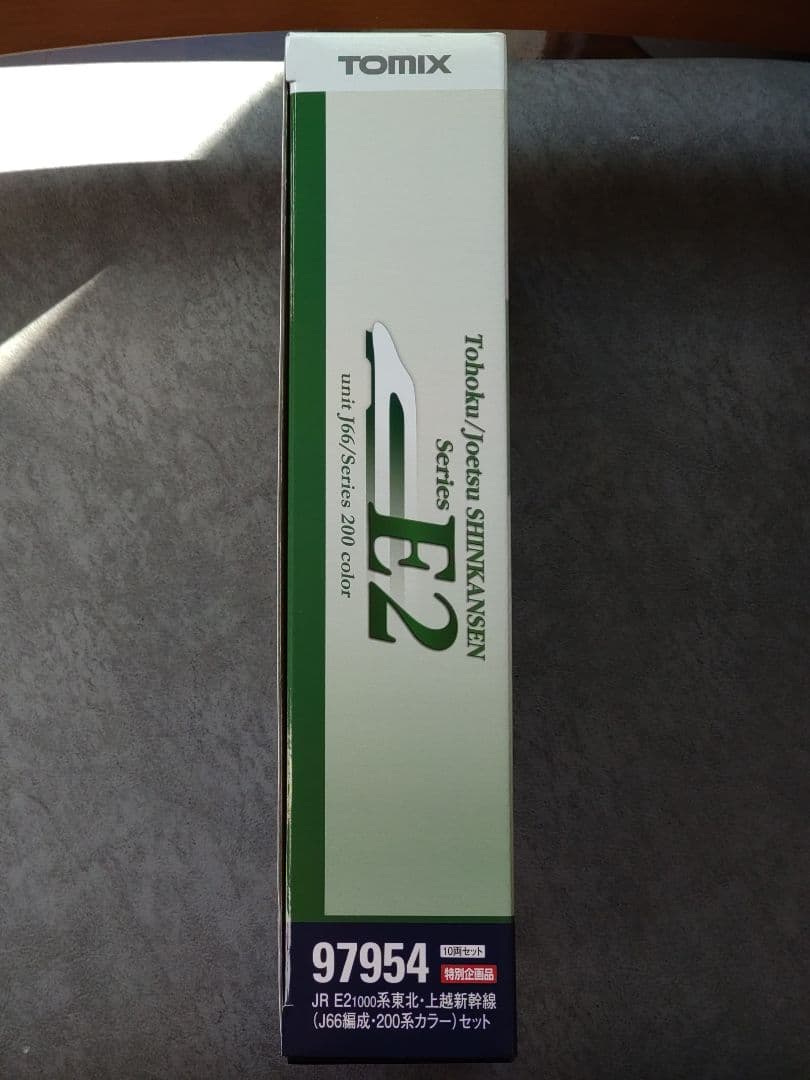 TOMIX
Tohoku/Joetsu SHINKANSEN
Series
E2
unit J66/Series 200 color
97954
10両セット
特別企画品
JR E21000系東北・上越新幹線
(J66編成・200系カラー)セット